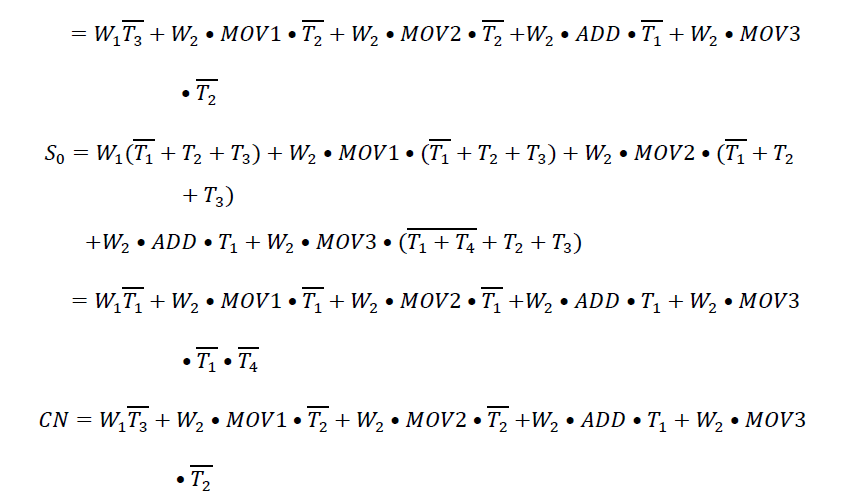 = W₁T̅₃̅ + W₂ • MOV1 • T̅₂̅ + W₂ • MOV2 • T̅₂̅ +W₂ • ADD • T̅₁̅ + W₂ • MOV3
• T̅₂̅
S₀ = W₁(T̅₁̅ + T₂ + T₃) + W₂ • MOV1 • (T̅₁̅ + T₂ + T₃) + W₂ • MOV2 • (T̅₁̅ + T₂
+ T₃)
+W₂ • ADD • T₁ + W₂ • MOV3 • (T̅₁̅ ̅+̅ ̅T̅₄̅ + T₂ + T₃)
= W₁T̅₁̅ + W₂ • MOV1 • T̅₁̅ + W₂ • MOV2 • T̅₁̅ +W₂ • ADD • T₁ + W₂ • MOV3
• T̅₁̅ • T̅₄̅
CN = W₁T̅₃̅ + W₂ • MOV1 • T̅₂̅ + W₂ • MOV2 • T̅₂̅ +W₂ • ADD • T₁ + W₂ • MOV3
• T̅₂̅